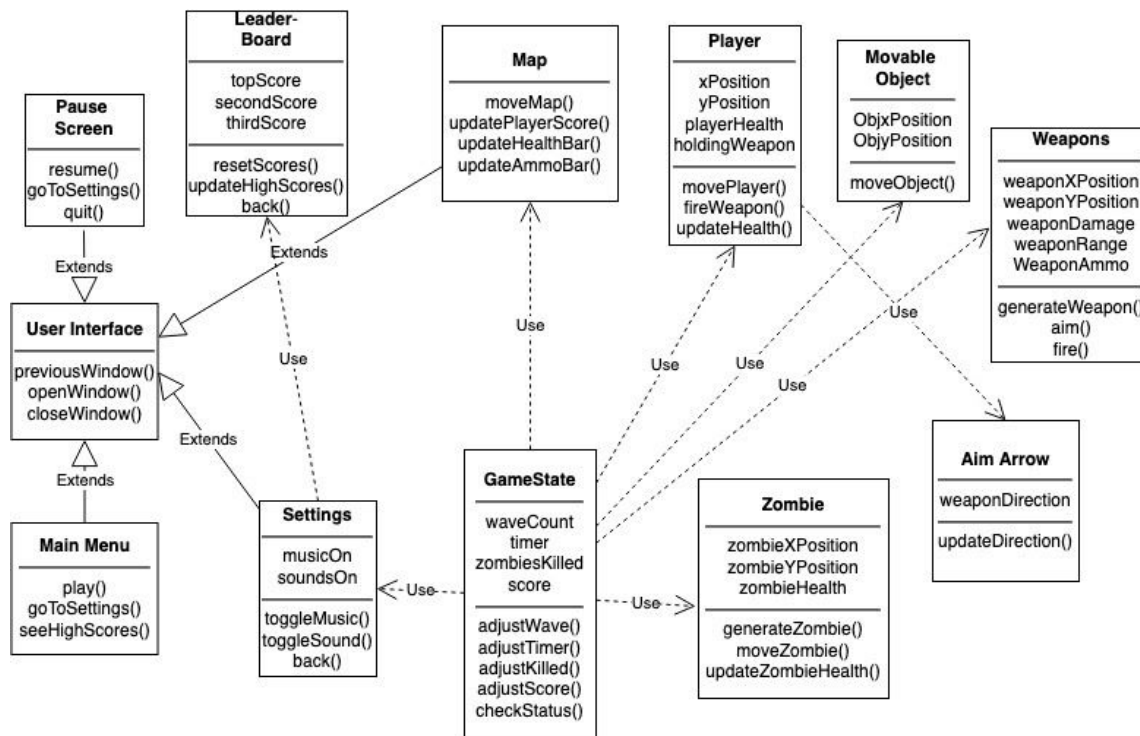 Leader-
Board
topScore
secondScore
thirdScore
resetScores()
updateHighScores()
back()
Map
moveMap()
updatePlayerScore()
updateHealthBar()
updateAmmoBar()
Player
xPosition
yPosition
playerHealth
holdingWeapon
movePlayer()
fireWeapon()
updateHealth()
Movable
Object
ObjxPosition
ObjyPosition
moveObject()
Pause
Screen
resume()
goToSettings()
quit()
Weapons
weaponXPosition
weaponYPosition
weaponDamage
weaponRange
WeaponAmmo
generateWeapon()
aim()
fire()
Extends
Extends
User Interface
previousWindow()
openWindow()
closeWindow()
Use
Use
Use
Use
Use
Use
Extends
Extends
Main Menu
play()
goToSettings()
seeHighScores()
Settings
musicOn
soundsOn
toggleMusic()
toggleSound()
back()
Use
GameState
waveCount
timer
zombiesKilled
score
adjustWave()
adjustTimer()
adjustKilled()
adjustScore()
checkStatus()
Use
Zombie
zombieXPosition
zombieYPosition
zombieHealth
generateZombie()
moveZombie()
updateZombieHealth()
Aim Arrow
weaponDirection
updateDirection()